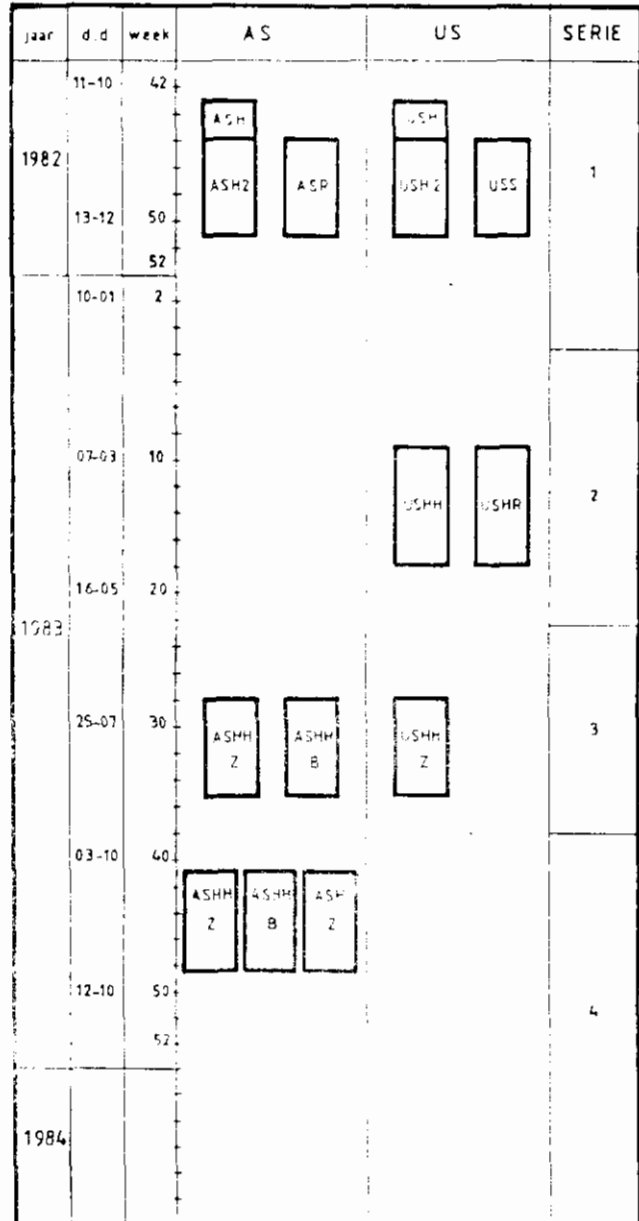 jaar d.d week AS US SERIE
11-10 42
ASH USH
1982 ASH2 ASR USH2 USS 1
13-12 50
52
10-01 2
07-03 10
USHH USHR 2
16-05 20
1983
25-07 30 ASHH ASHH USHH 3
Z B Z
03-10 40
ASHH ASHH ASH
Z B Z
12-10 50
4
52
1984